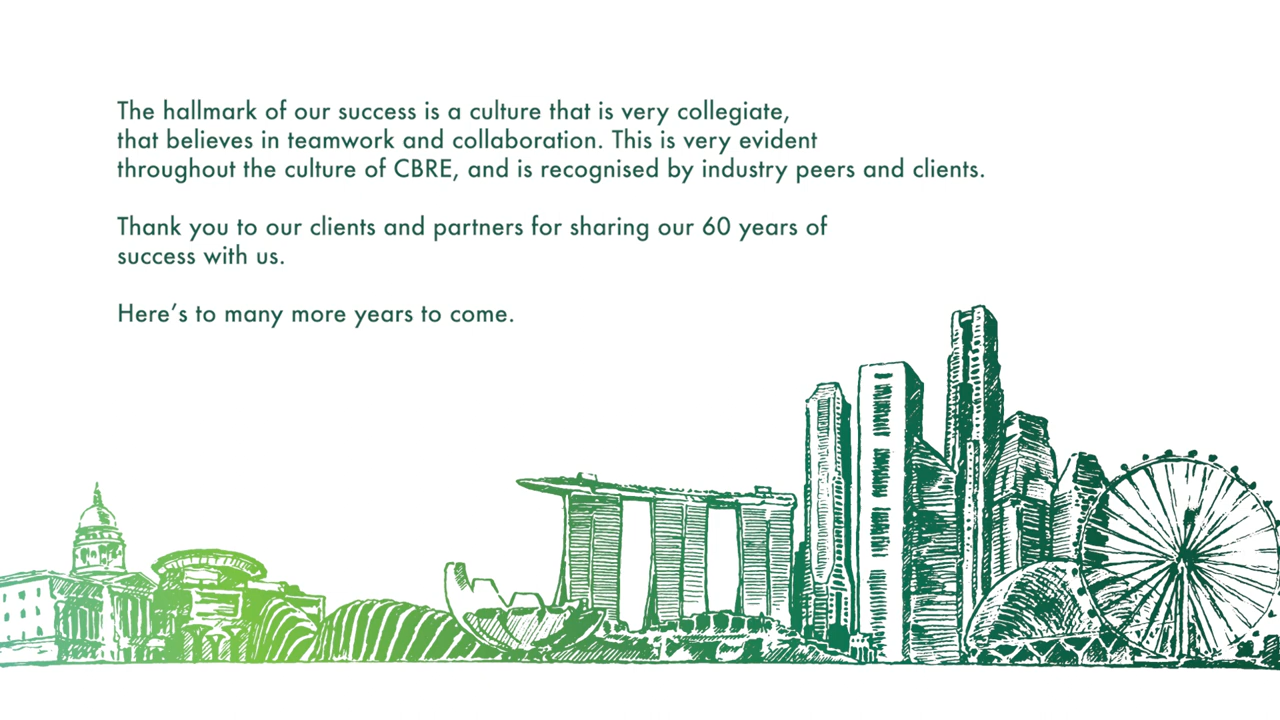 The hallmark of our success is a culture that is very collegiate,
that believes in teamwork and collaboration. This is very evident
throughout the culture of CBRE, and is recognised by industry peers and clients.
Thank you to our clients and partners for sharing our 60 years of
success with us.
Here’s to many more years to come.